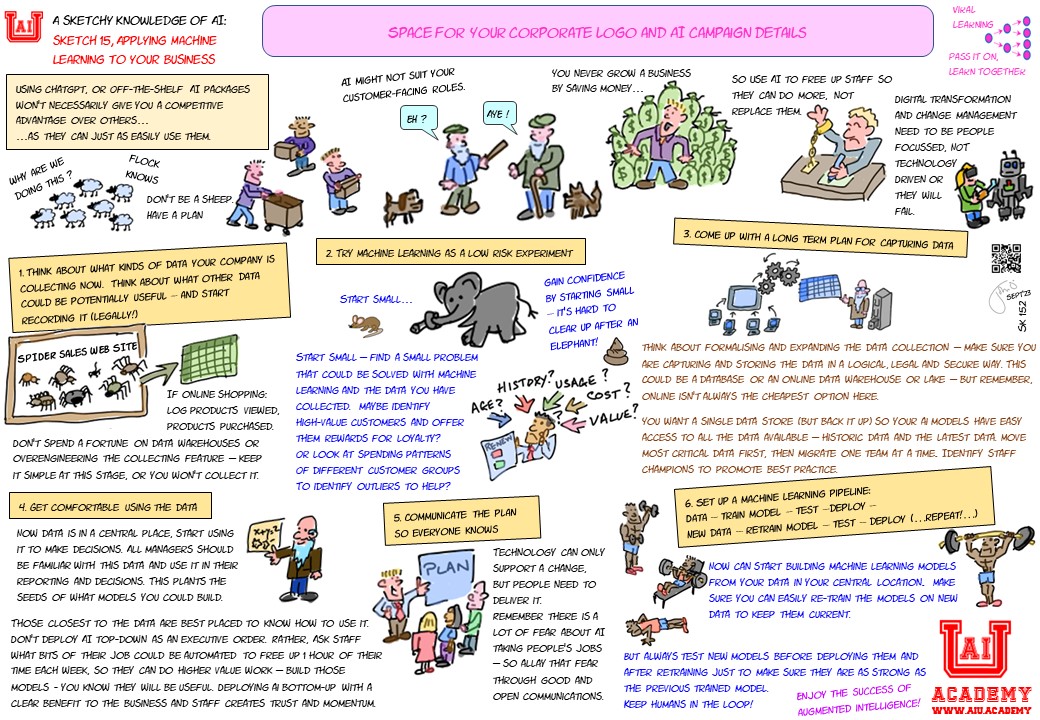 A SKETCHY KNOWLEDGE OF AI:
SKETCH 15, APPLYING MACHINE
LEARNING TO YOUR BUSINESS
AI
U
SPACE FOR YOUR CORPORATE LOGO AND AI CAMPAIGN DETAILS
VIRAL
LEARNING
PASS IT ON,
LEARN TOGETHER
USING CHATGPT, OR OFF-THE-SHELF AI PACKAGES
WON'T NECESSARILY GIVE YOU A COMPETITIVE
ADVANTAGE OVER OTHERS...
...AS THEY CAN JUST AS EASILY USE THEM.
WHY ARE WE
DOING THIS ?
FLOCK
KNOWS
DON'T BE A SHEEP.
HAVE A PLAN
AI MIGHT NOT SUIT YOUR
CUSTOMER-FACING ROLES.
EH ?
AYE !
YOU NEVER GROW A BUSINESS
BY SAVING MONEY...
SO USE AI TO FREE UP STAFF SO
THEY CAN DO MORE, NOT
REPLACE THEM.
DIGITAL TRANSFORMATION
AND CHANGE MANAGEMENT
NEED TO BE PEOPLE
FOCUSSED, NOT
TECHNOLOGY
DRIVEN OR
THEY WILL
FAIL.
1. THINK ABOUT WHAT KINDS OF DATA YOUR COMPANY IS
COLLECTING NOW. THINK ABOUT WHAT OTHER DATA
COULD BE POTENTIALLY USEFUL – AND START
RECORDING IT (LEGALLY!)
SPIDER SALES WEB SITE
IF ONLINE SHOPPING:
LOG PRODUCTS VIEWED,
PRODUCTS PURCHASED.
DON'T SPEND A FORTUNE ON DATA WAREHOUSES OR
OVERENGINEERING THE COLLECTING FEATURE – KEEP
IT SIMPLE AT THIS STAGE, OR YOU WON'T COLLECT IT.
2. TRY MACHINE LEARNING AS A LOW RISK EXPERIMENT
START SMALL...
GAIN CONFIDENCE
BY STARTING SMALL
– IT'S HARD TO
CLEAR UP AFTER AN
ELEPHANT!
START SMALL – FIND A SMALL PROBLEM
THAT COULD BE SOLVED WITH MACHINE
LEARNING AND THE DATA YOU HAVE
COLLECTED. MAYBE IDENTIFY
HIGH-VALUE CUSTOMERS AND OFFER
THEM REWARDS FOR LOYALTY?
OR LOOK AT SPENDING PATTERNS
OF DIFFERENT CUSTOMER GROUPS
TO IDENTIFY OUTLIERS TO HELP?
AGE?
HISTORY?
USAGE ?
COST?
VALUE?
RENEW
3. COME UP WITH A LONG TERM PLAN FOR CAPTURING DATA
SEPT'23
SK 15.2
THINK ABOUT FORMALISING AND EXPANDING THE DATA COLLECTION – MAKE SURE YOU
ARE CAPTURING AND STORING THE DATA IN A LOGICAL, LEGAL AND SECURE WAY. THIS
COULD BE A DATABASE OR AN ONLINE DATA WAREHOUSE OR LAKE – BUT REMEMBER,
ONLINE ISN'T ALWAYS THE CHEAPEST OPTION HERE.
YOU WANT A SINGLE DATA STORE (BUT BACK IT UP) SO YOUR AI MODELS HAVE EASY
ACCESS TO ALL THE DATA AVAILABLE – HISTORIC DATA AND THE LATEST DATA. MOVE
MOST CRITICAL DATA FIRST, THEN MIGRATE ONE TEAM AT A TIME. IDENTIFY STAFF
CHAMPIONS TO PROMOTE BEST PRACTICE.
4. GET COMFORTABLE USING THE DATA
NOW DATA IS IN A CENTRAL PLACE, START USING
IT TO MAKE DECISIONS. ALL MANAGERS SHOULD
BE FAMILIAR WITH THIS DATA AND USE IT IN THEIR
REPORTING AND DECISIONS. THIS PLANTS THE
SEEDS OF WHAT MODELS YOU COULD BUILD.
THOSE CLOSEST TO THE DATA ARE BEST PLACED TO KNOW HOW TO USE IT.
DON'T DEPLOY AI TOP-DOWN AS AN EXECUTIVE ORDER. RATHER, ASK STAFF
WHAT BITS OF THEIR JOB COULD BE AUTOMATED TO FREE UP 1 HOUR OF THEIR
TIME EACH WEEK, SO THEY CAN DO HIGHER VALUE WORK – BUILD THOSE
MODELS - YOU KNOW THEY WILL BE USEFUL. DEPLOYING AI BOTTOM-UP WITH A
CLEAR BENEFIT TO THE BUSINESS AND STAFF CREATES TRUST AND MOMENTUM.
5. COMMUNICATE THE PLAN
SO EVERYONE KNOWS
PLAN
TECHNOLOGY CAN ONLY
SUPPORT A CHANGE,
BUT PEOPLE NEED TO
DELIVER IT.
REMEMBER THERE IS A
LOT OF FEAR ABOUT AI
TAKING PEOPLE'S JOBS
– SO ALLAY THAT FEAR
THROUGH GOOD AND
OPEN COMMUNICATIONS.
6. SET UP A MACHINE LEARNING PIPELINE:
DATA – TRAIN MODEL – TEST –DEPLOY –
NEW DATA – RETRAIN MODEL – TEST – DEPLOY (...REPEAT!...)
NOW CAN START BUILDING MACHINE LEARNING MODELS
FROM YOUR DATA IN YOUR CENTRAL LOCATION. MAKE
SURE YOU CAN EASILY RE-TRAIN THE MODELS ON NEW
DATA TO KEEP THEM CURRENT.
BUT ALWAYS TEST NEW MODELS BEFORE DEPLOYING THEM AND
AFTER RETRAINING JUST TO MAKE SURE THEY ARE AS STRONG AS
THE PREVIOUS TRAINED MODEL.
KEEP HUMANS IN THE LOOP!
ENJOY THE SUCCESS OF
AUGMENTED INTELLIGENCE!
AI
U
ACADEMY
WWW.AIU.ACADEMY